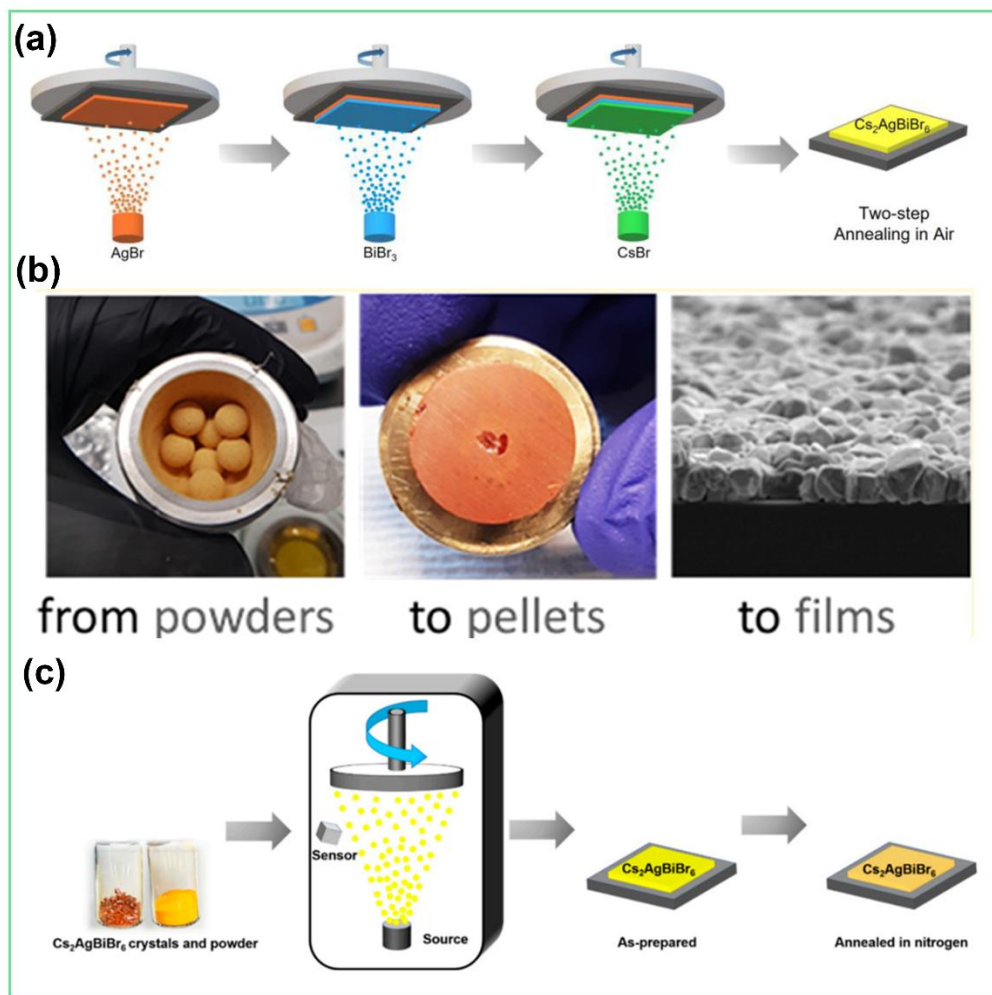 (a)
AgBr
BiBr₃
CsBr
Cs₂AgBiBr₆
Two-step
Annealing in Air
(b)
from powders
to pellets
to films
(c)
Cs₂AgBiBr₆ crystals and powder
Sensor
Source
Cs₂AgBiBr₆
As-prepared
Cs₂AgBiBr₆
Annealed in nitrogen